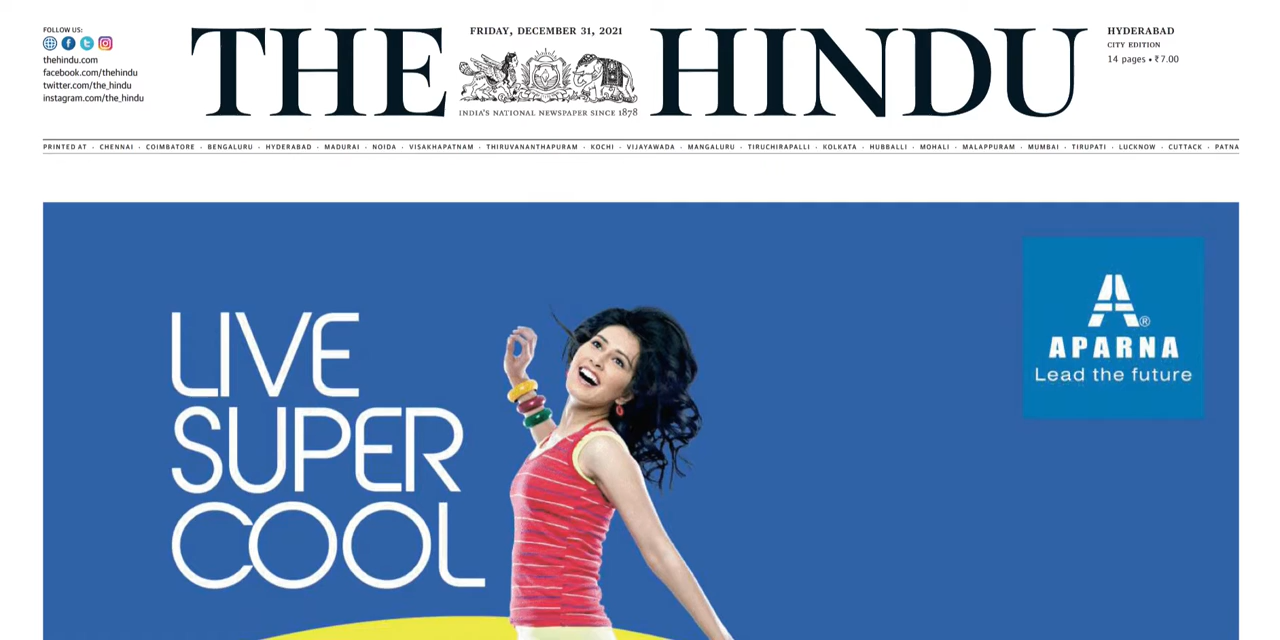 FOLLOW US:
thehindu.com
facebook.com/thehindu
twitter.com/the_hindu
instagram.com/the_hindu
THE HINDU
FRIDAY, DECEMBER 31, 2021
INDIA'S NATIONAL NEWSPAPER SINCE 1878
HYDERABAD
CITY EDITION
14 pages • ₹7.00
PRINTED AT • CHENNAI • COIMBATORE • BENGALURU • HYDERABAD • MADURAI • NOIDA • VISAKHAPATNAM • THIRUVANANTHAPURAM • KOCHI • VIJAYAWADA • MANGALURU • TIRUCHIRAPALLI • KOLKATA • HUBBALLI • MOHALI • MALAPPURAM • MUMBAI • TIRUPATI • LUCKNOW • CUTTACK • PATNA
LIVE
SUPER
COOL
A®
APARNA
Lead the future